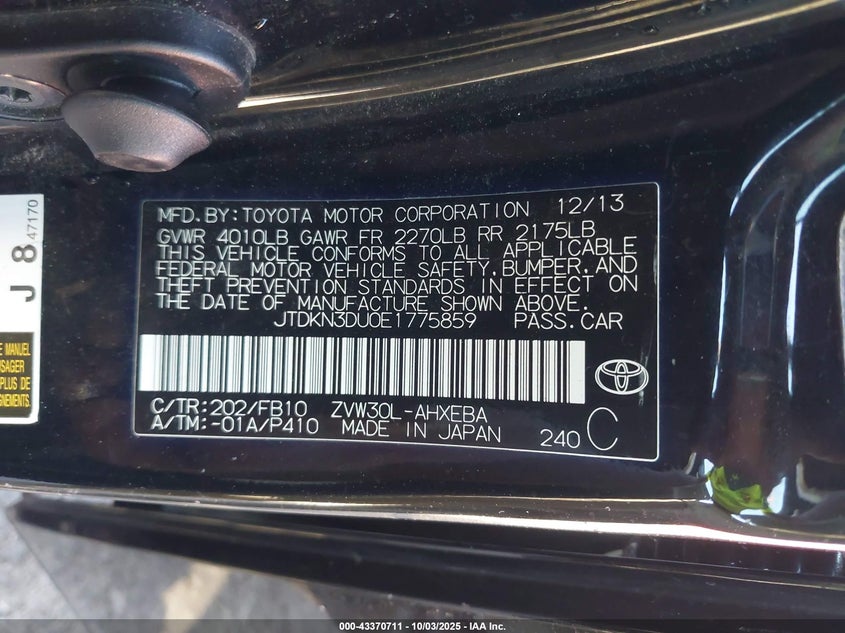 MFD. BY: TOYOTA MOTOR CORPORATION 12/13
GVWR 4010LB GAWR FR 2270LB RR 2175LB
THIS VEHICLE CONFORMS TO ALL APPLICABLE
FEDERAL MOTOR VEHICLE SAFETY, BUMPER, AND
THEFT PREVENTION STANDARDS IN EFFECT ON
THE DATE OF MANUFACTURE SHOWN ABOVE.
JTDKN3DU0E1775859 PASS. CAR
C/TR: 202/FB10 ZVW30L-AHXEBA
A/TM: -01A/P410 MADE IN JAPAN 240 C
J 8 47170
E MANUEL
USAGER
PLUS DE
IGNEMENTS
000-43370711 - 10/03/2025 - IAA Inc.